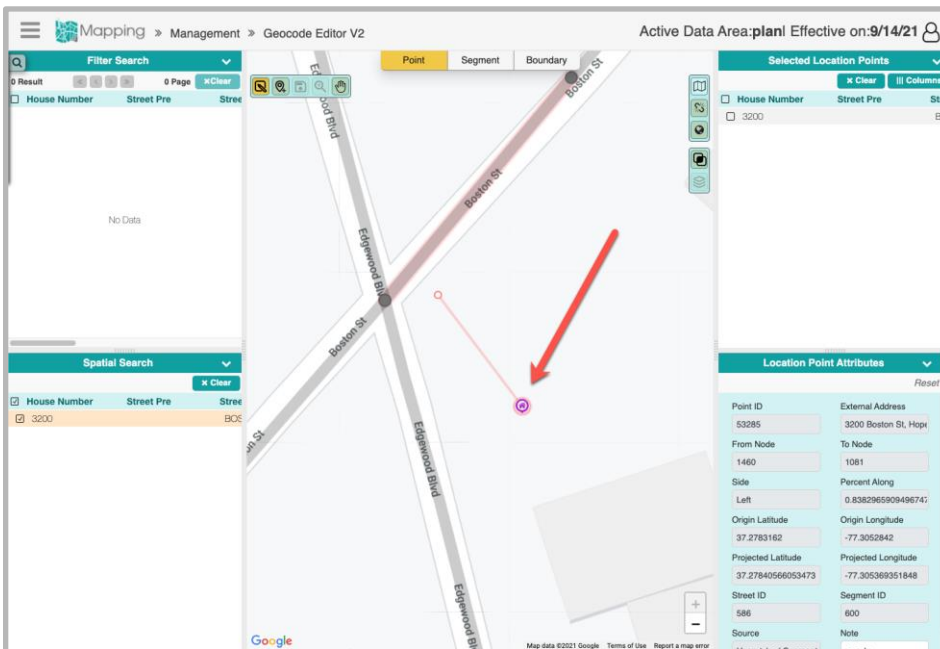 Mapping » Management > Geocode Editor V2
Active Data Area:planI Effective on:9/14/21
Filter Search
0 Result
0 Page
×Clear
House Number Street Pre Stree
No Data
Spatial Search
× Clear
House Number Street Pre Stree
3200 BOS
Point Segment Boundary
Boston St
Boston St
Boston St
Edgewood Blvd
Edgewood Blvd
Edgewood Blvd
Google
Map data ©2021 Google Terms of Use Report a map error
Selected Location Points
× Clear Columns
House Number Street Pre St
3200 B
Location Point Attributes
Reset
Point ID External Address
53285 3200 Boston St, Hope
From Node To Node
1460 1081
Side Percent Along
Left 0.8382965909496747
Origin Latitude Origin Longitude
37.2783162 -77.3052842
Projected Latitude Projected Longitude
37.27840566053473 -77.305369351848
Street ID Segment ID
586 600
Source Note